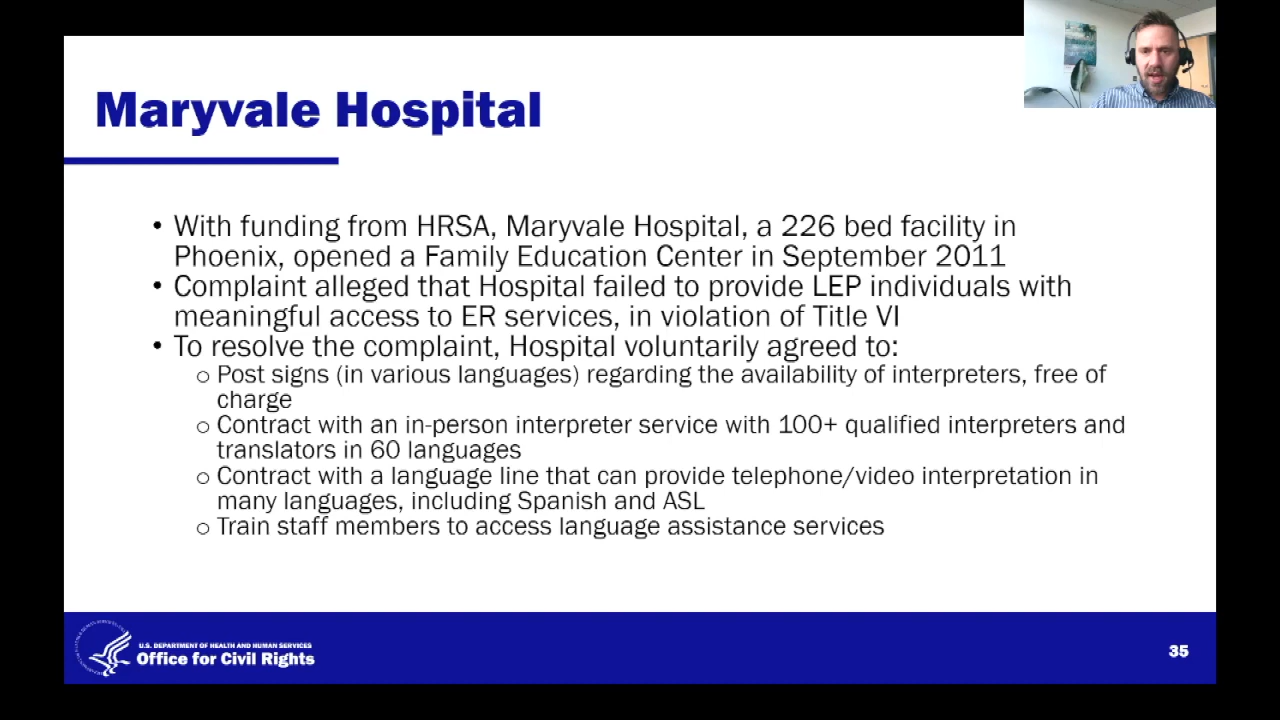 Maryvale Hospital
• With funding from HRSA, Maryvale Hospital, a 226 bed facility in
Phoenix, opened a Family Education Center in September 2011
• Complaint alleged that Hospital failed to provide LEP individuals with
meaningful access to ER services, in violation of Title VI
• To resolve the complaint, Hospital voluntarily agreed to:
o Post signs (in various languages) regarding the availability of interpreters, free of
charge
o Contract with an in-person interpreter service with 100+ qualified interpreters and
translators in 60 languages
o Contract with a language line that can provide telephone/video interpretation in
many languages, including Spanish and ASL
o Train staff members to access language assistance services
U.S. DEPARTMENT OF HEALTH AND HUMAN SERVICES
Office for Civil Rights
35